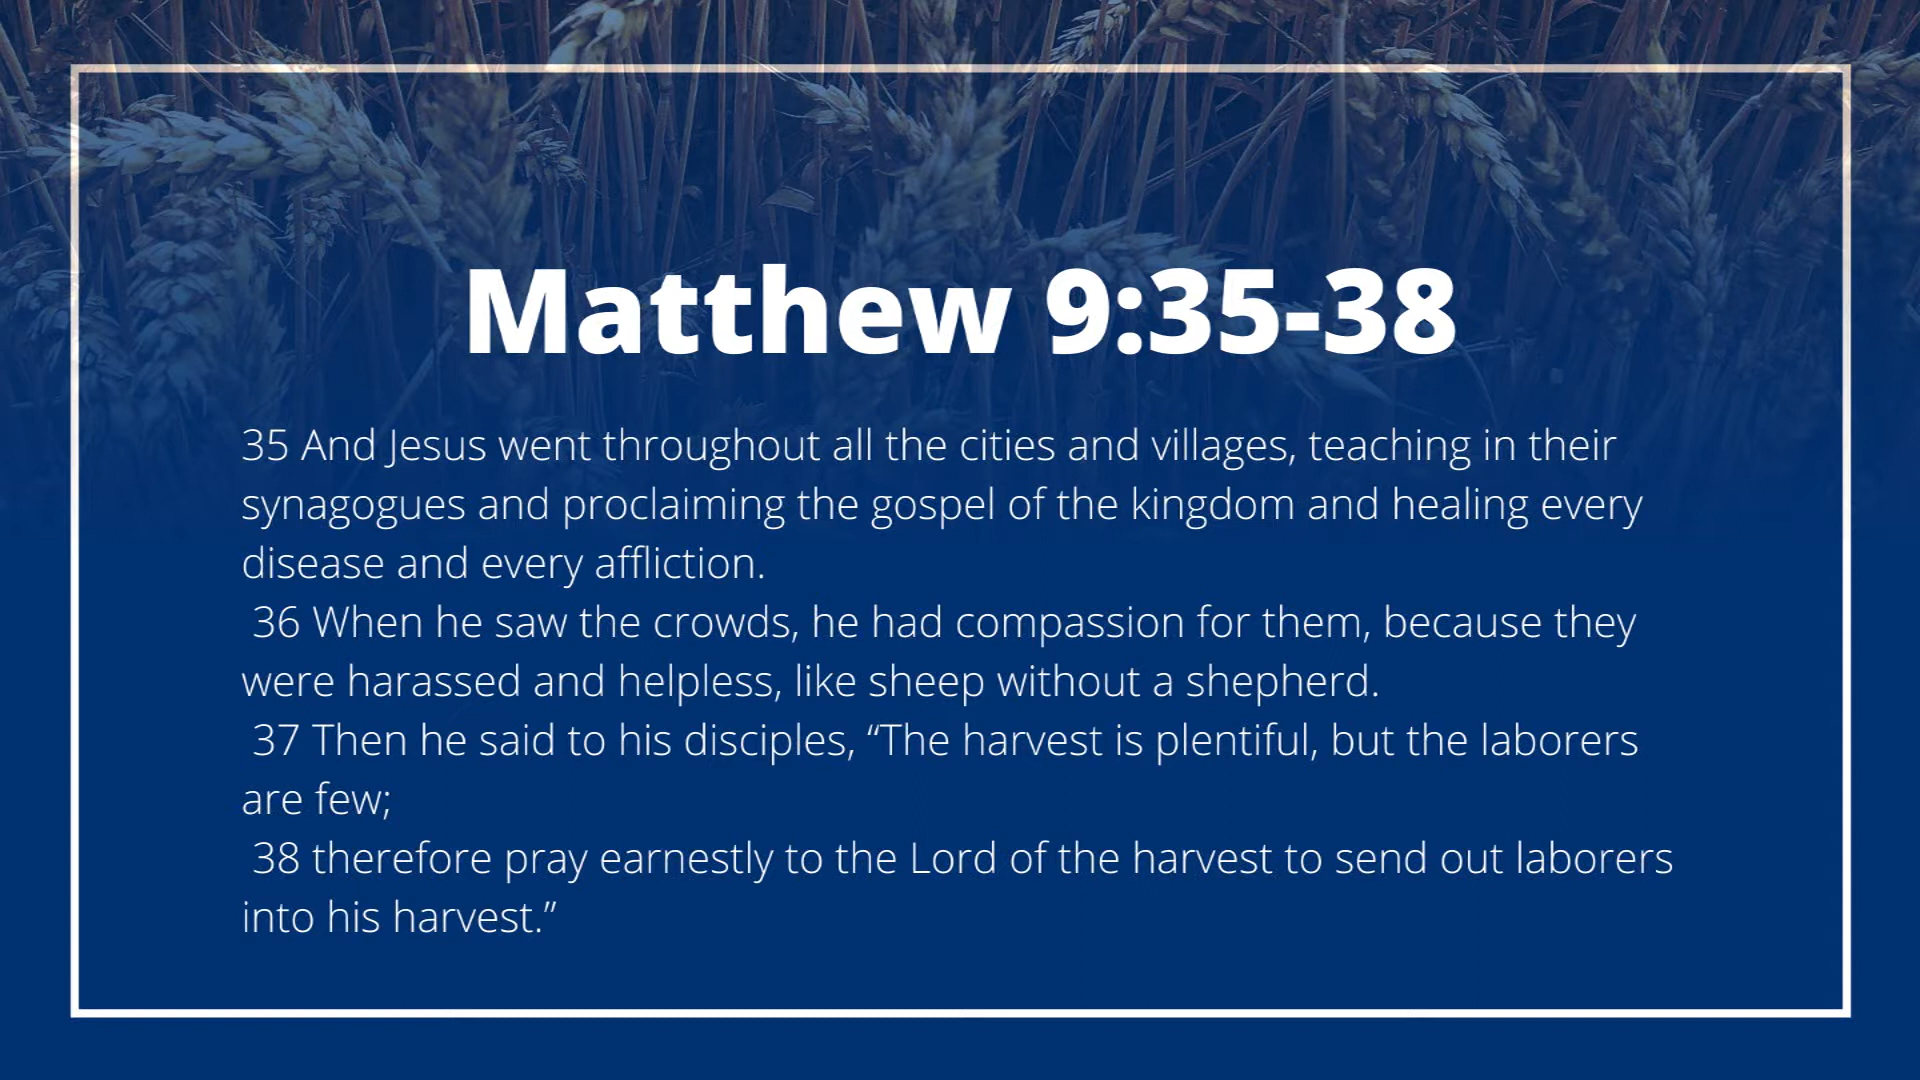 Matthew 9:35-38
35 And Jesus went throughout all the cities and villages, teaching in their
synagogues and proclaiming the gospel of the kingdom and healing every
disease and every affliction.
36 When he saw the crowds, he had compassion for them, because they
were harassed and helpless, like sheep without a shepherd.
37 Then he said to his disciples, “The harvest is plentiful, but the laborers
are few;
38 therefore pray earnestly to the Lord of the harvest to send out laborers
into his harvest.”